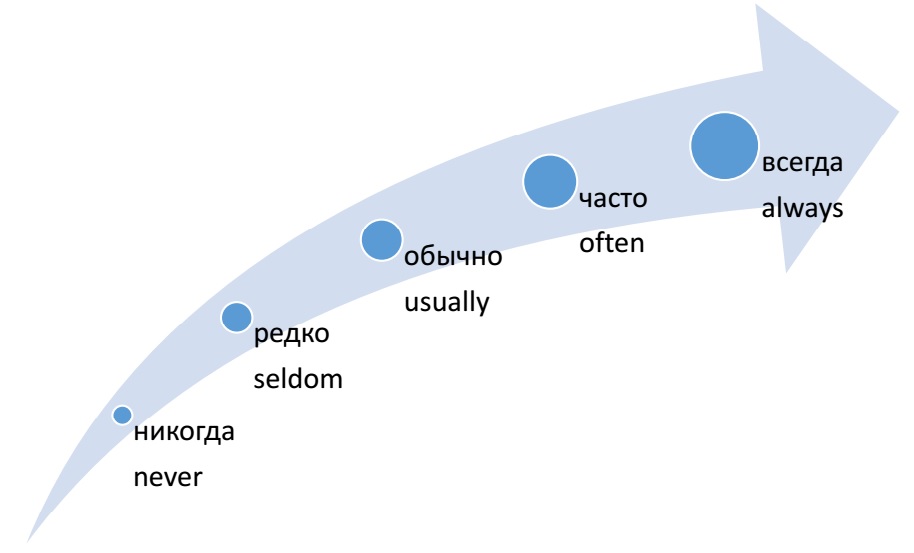 никогда
never
редко
seldom
обычно
usually
часто
often
всегда
always